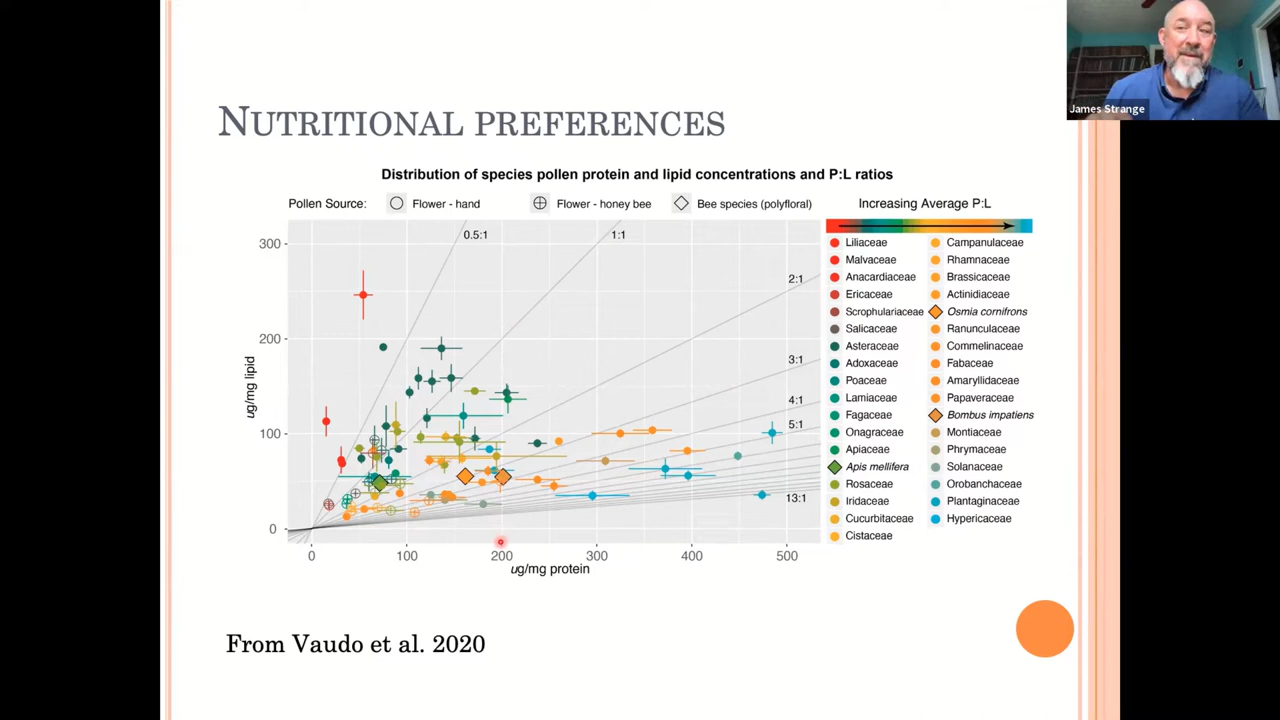 James Strange
NUTRITIONAL PREFERENCES
Distribution of species pollen protein and lipid concentrations and P:L ratios
Pollen Source: Flower - hand Flower - honey bee Bee species (polyfloral)
Increasing Average P:L
0.5:1
1:1
2:1
3:1
4:1
5:1
13:1
300
200
100
0
ug/mg lipid
0 100 200 300 400 500
ug/mg protein
Liliaceae
Malvaceae
Anacardiaceae
Ericaceae
Scrophulariaceae
Salicaceae
Asteraceae
Adoxaceae
Poaceae
Lamiaceae
Fagaceae
Onagraceae
Apiaceae
Apis mellifera
Rosaceae
Iridaceae
Cucurbitaceae
Cistaceae
Campanulaceae
Rhamnaceae
Brassicaceae
Actinidiaceae
Osmia cornifrons
Ranunculaceae
Commelinaceae
Fabaceae
Amaryllidaceae
Papaveraceae
Bombus impatiens
Montiaceae
Phrymaceae
Solanaceae
Orobanchaceae
Plantaginaceae
Hypericaceae
From Vaudo et al. 2020